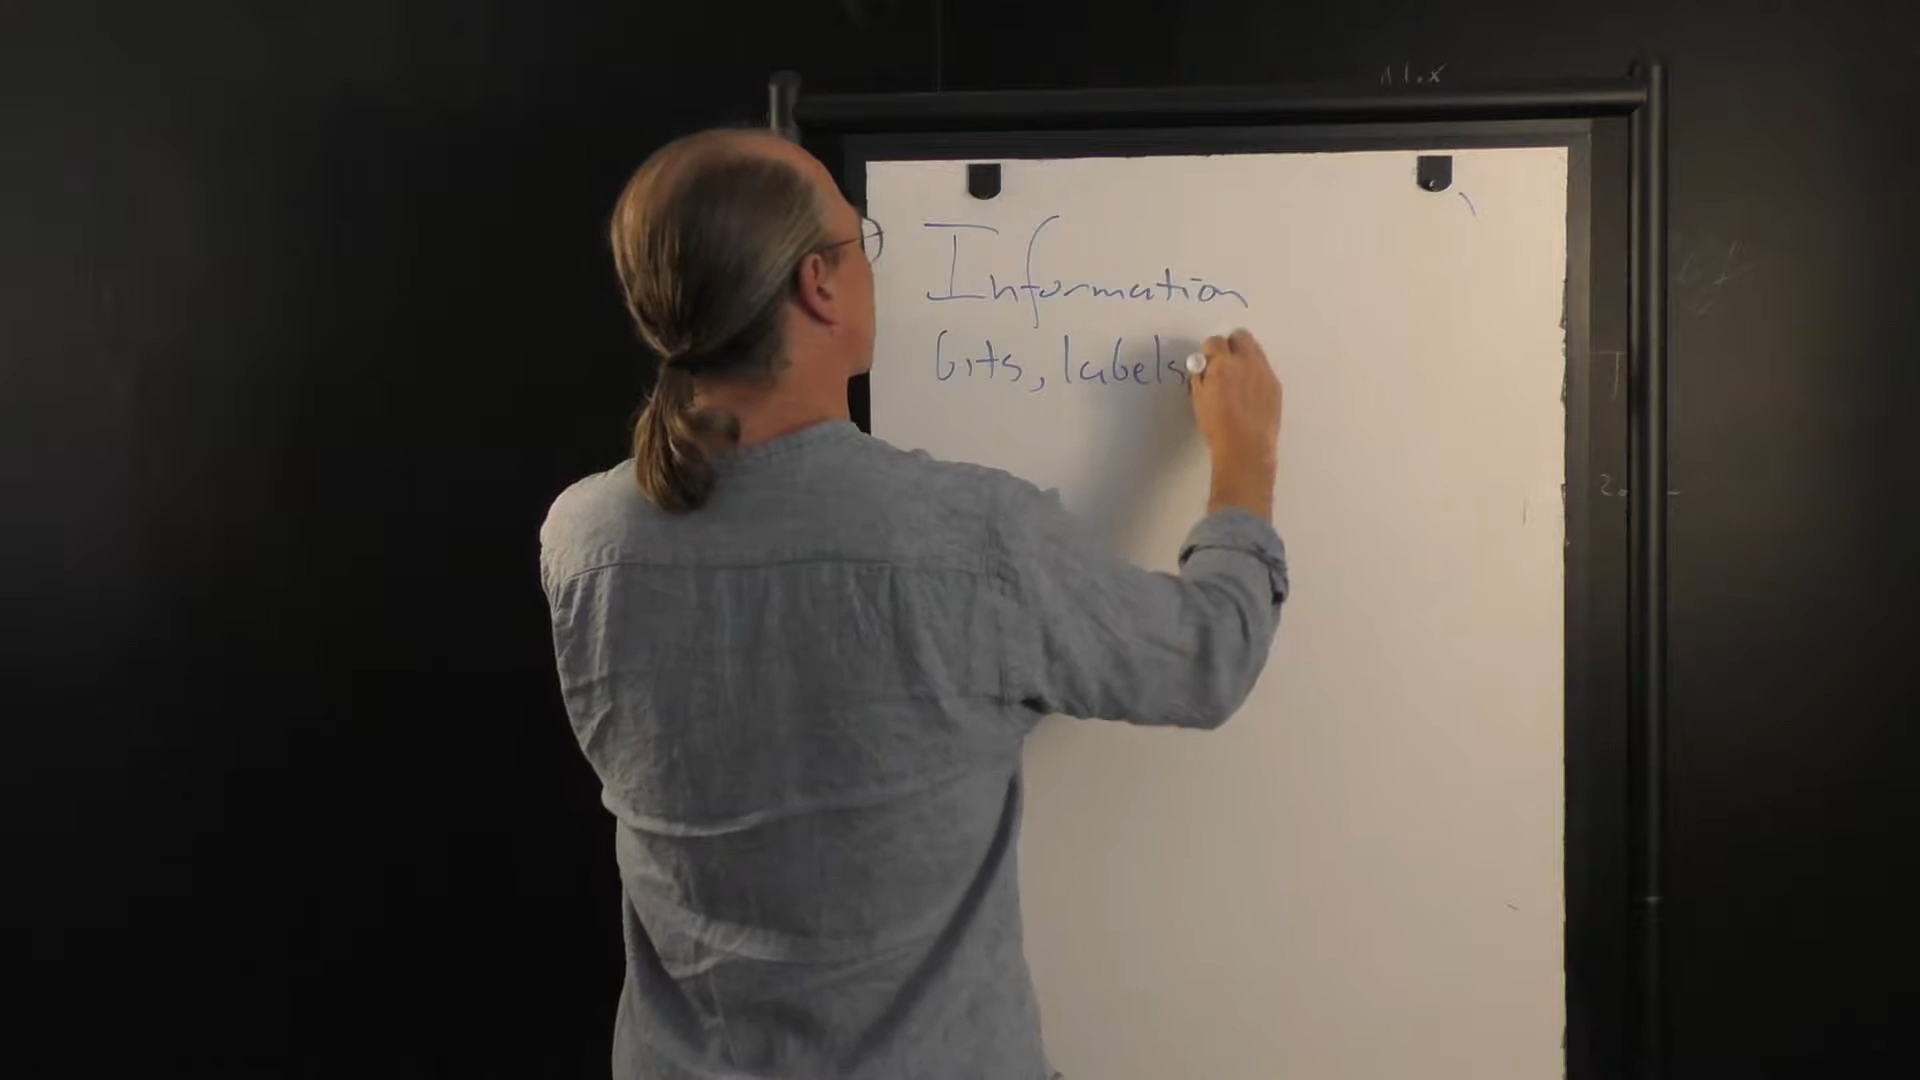 Information
bits, labels,